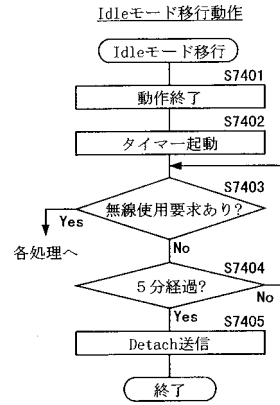 Idleモード移行動作
Idleモード移行
S7401
動作終了
S7402
タイマー起動
S7403
無線使用要求あり?
Yes
各処理へ
No
S7404
5分経過?
No
Yes
S7405
Detach送信
終了